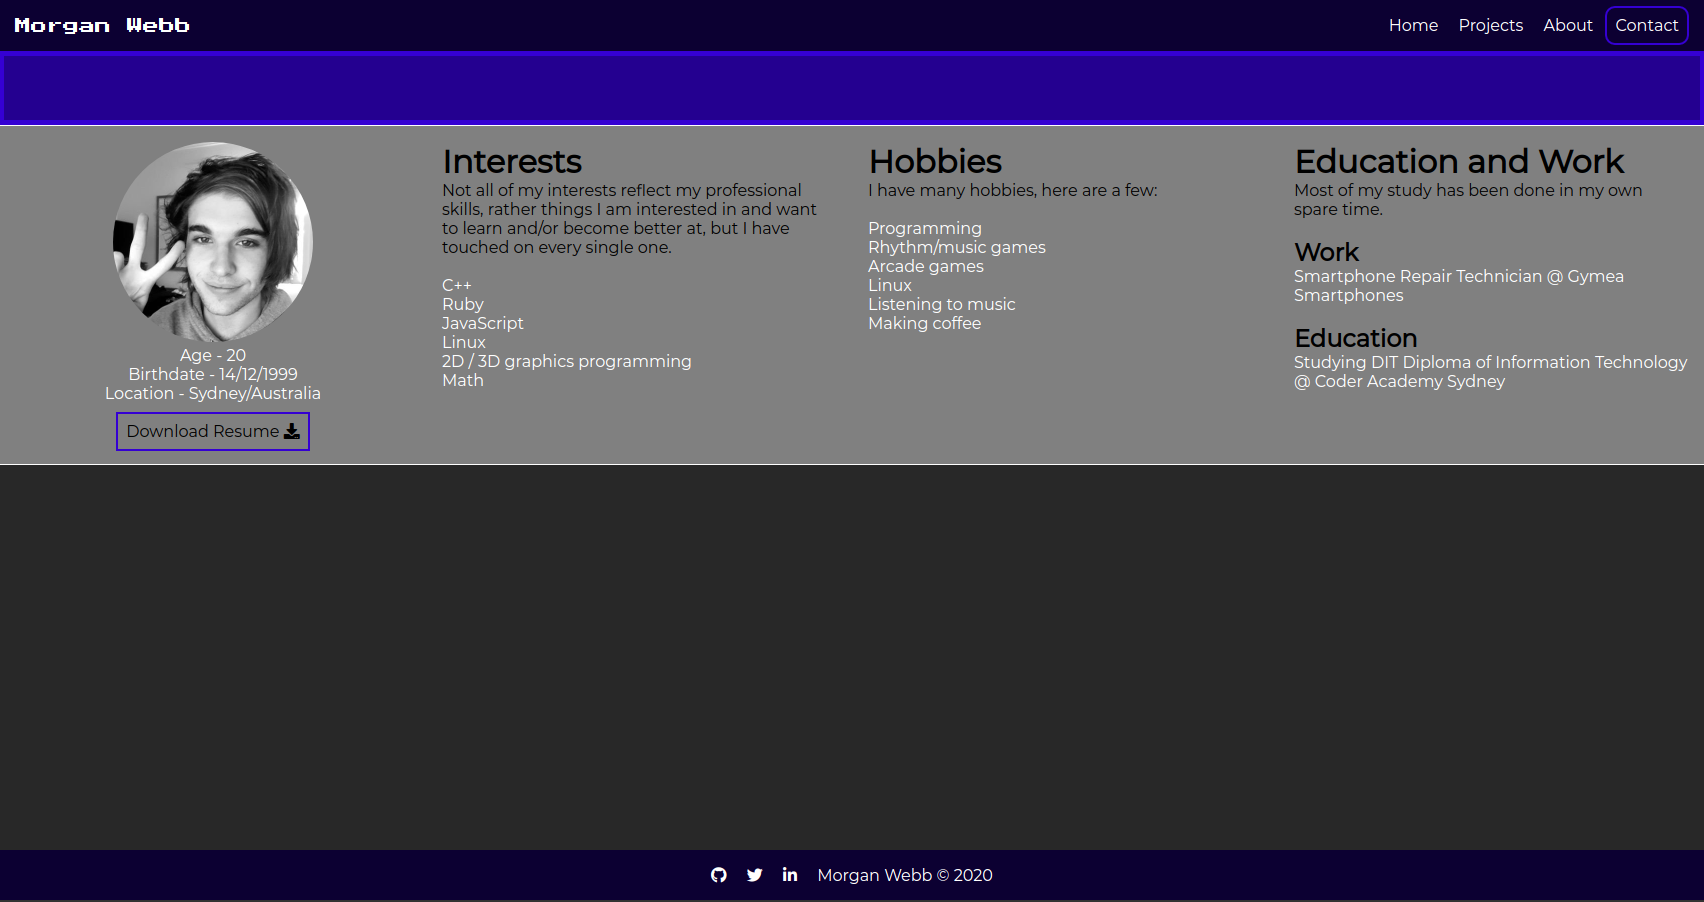 Morgan Webb
Home Projects About Contact
Age - 20
Birthdate - 14/12/1999
Location - Sydney/Australia
Download Resume
Interests
Not all of my interests reflect my professional
skills, rather things I am interested in and want
to learn and/or become better at, but I have
touched on every single one.
C++
Ruby
JavaScript
Linux
2D / 3D graphics programming
Math
Hobbies
I have many hobbies, here are a few:
Programming
Rhythm/music games
Arcade games
Linux
Listening to music
Making coffee
Education and Work
Most of my study has been done in my own
spare time.
Work
Smartphone Repair Technician @ Gymea
Smartphones
Education
Studying DIT Diploma of Information Technology
@ Coder Academy Sydney
Morgan Webb © 2020